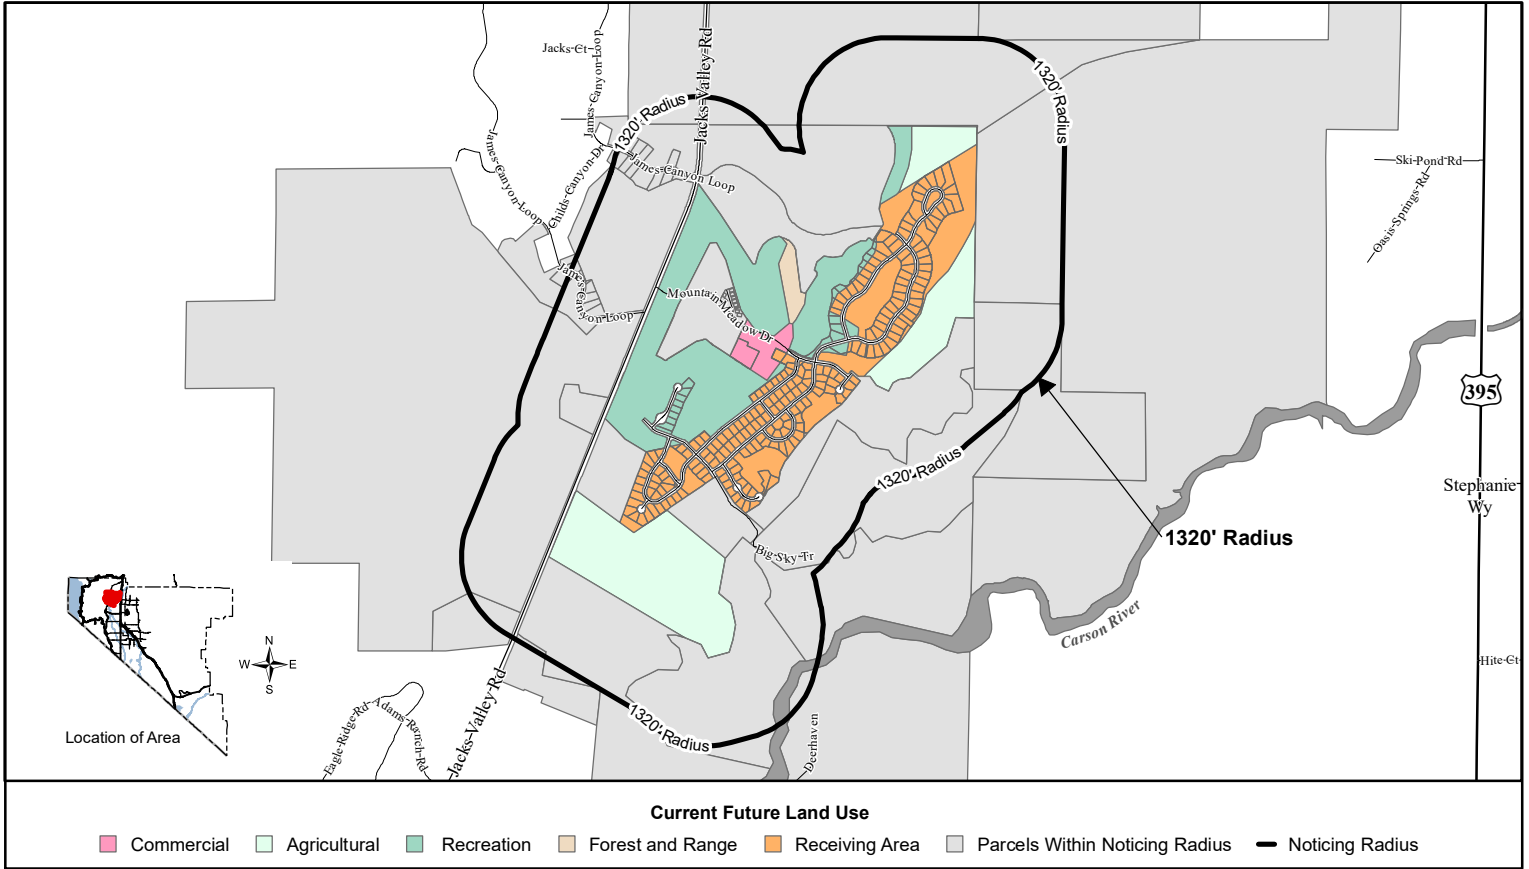 Jacks Ct
James Canyon Loop
Jacks Valley Rd
1320' Radius
1320' Radius
James Canyon Loop
Childs Canyon Dr
James Canyon Loop
Ski Pond Rd
Oasis Springs Rd
James Canyon Loop
Mountain Meadow Dr
395
1320' Radius
Stephanie
Wy
1320' Radius
Big Sky Tr
Carson River
Hite Ct
N
W
E
S
Location of Area
Eagle Ridge Rd
Adams Ranch Rd
Jacks Valley Rd
1320' Radius
Deerhaven
Current Future Land Use
Commercial
Agricultural
Recreation
Forest and Range
Receiving Area
Parcels Within Noticing Radius
Noticing Radius